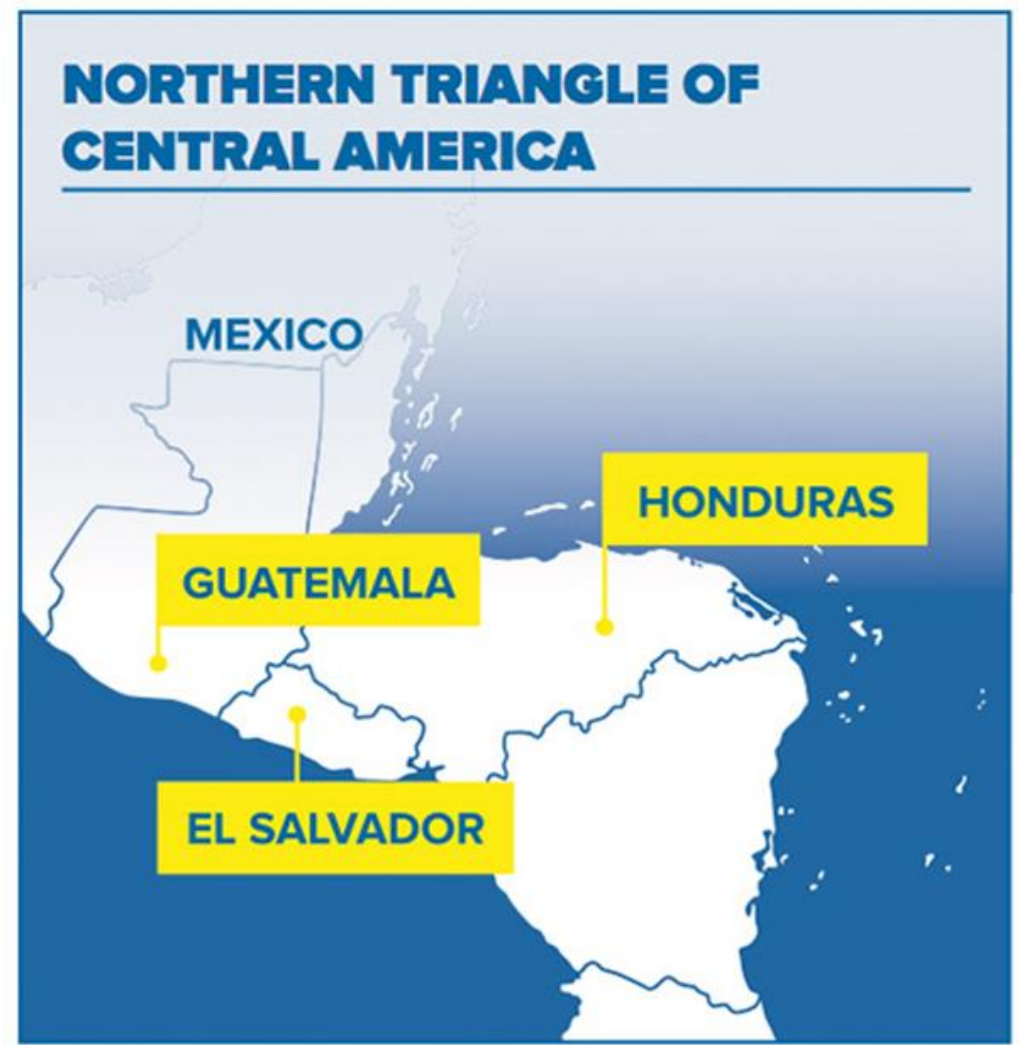 NORTHERN TRIANGLE OF
CENTRAL AMERICA
MEXICO
HONDURAS
GUATEMALA
EL SALVADOR